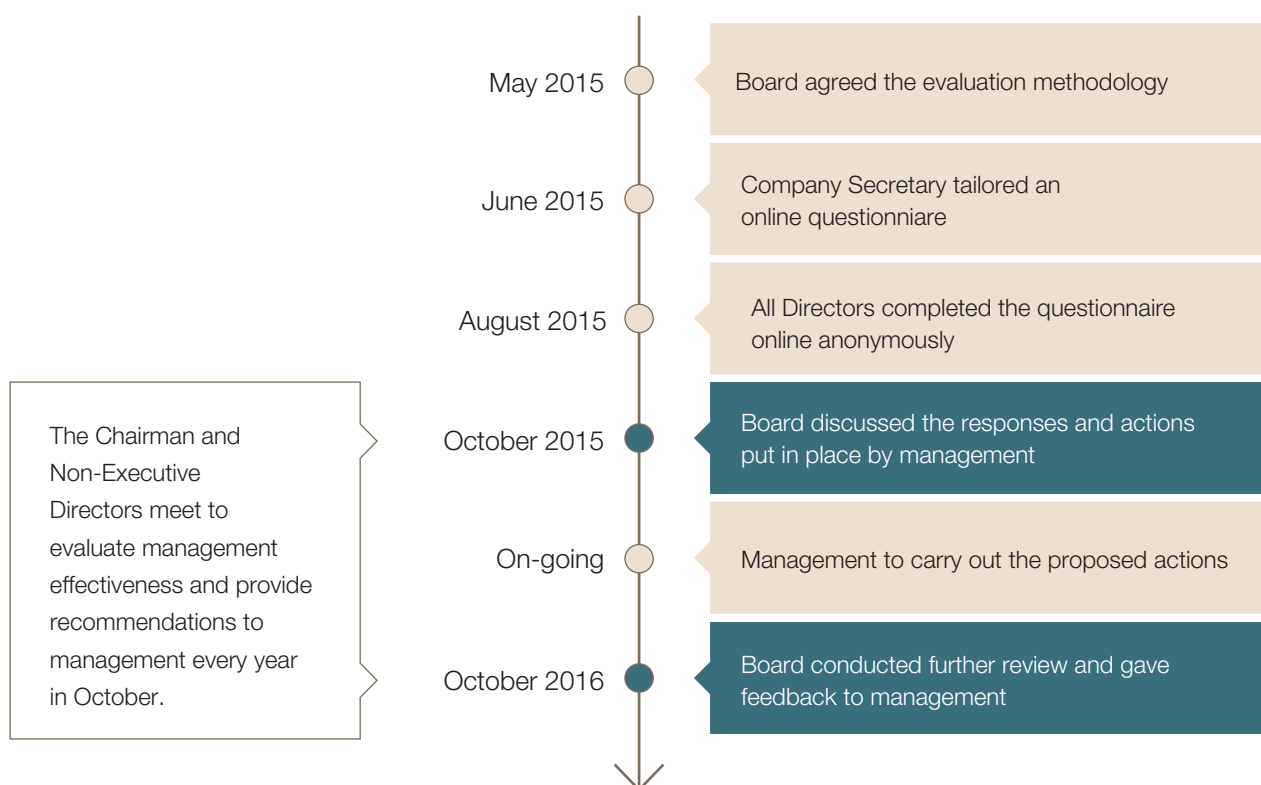 May 2015
Board agreed the evaluation methodology
June 2015
Company Secretary tailored an
online questionniare
August 2015
All Directors completed the questionnaire
online anonymously
The Chairman and
Non-Executive
Directors meet to
evaluate management
effectiveness and provide
recommendations to
management every year
in October.
October 2015
Board discussed the responses and actions
put in place by management
On-going
Management to carry out the proposed actions
October 2016
Board conducted further review and gave
feedback to management